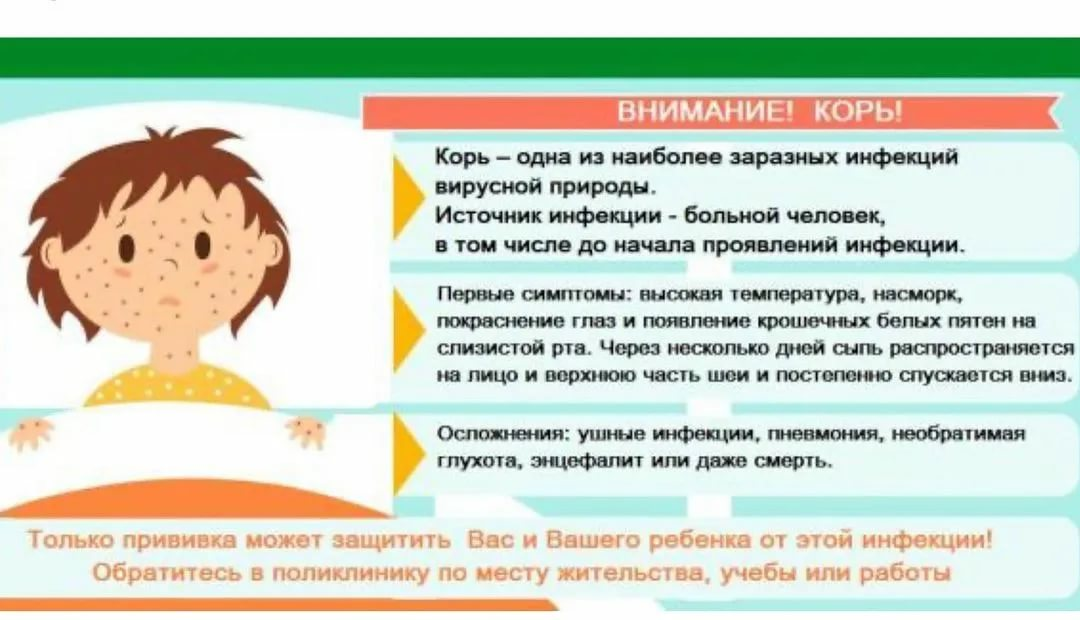 ВНИМАНИЕ! КОРЬ!
Корь – одна из наиболее заразных инфекций
вирусной природы.
Источник инфекции - больной человек,
в том числе до начала проявлений инфекции.
Первые симптомы: высокая температура, насморк,
покраснение глаз и появление крошечных белых пятен на
слизистой рта. Через несколько дней сыпь распространяется
на лицо и верхнюю часть шеи и постепенно спускается вниз.
Осложнения: ушные инфекции, пневмония, необратимая
глухота, энцефалит или даже смерть.
Только прививка может защитить Вас и Вашего ребенка от этой инфекции!
Обратитесь в поликлинику по месту жительства, учебы или работы